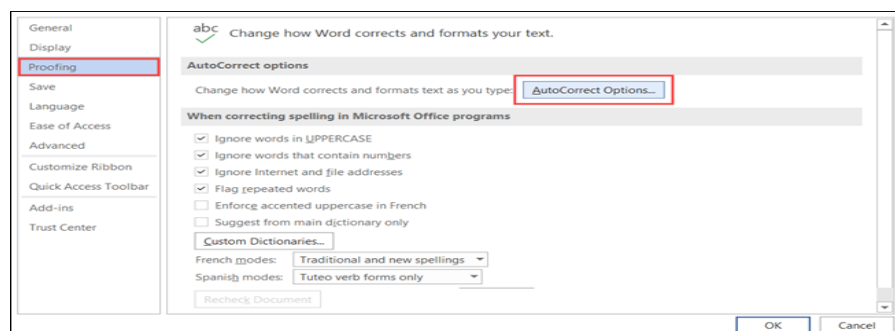 General
Display
Proofing
Save
Language
Ease of Access
Advanced
Customize Ribbon
Quick Access Toolbar
Add-ins
Trust Center
abc Change how Word corrects and formats your text.
AutoCorrect options
Change how Word corrects and formats text as you type: AutoCorrect Options...
When correcting spelling in Microsoft Office programs
Ignore words in UPPERCASE
Ignore words that contain numbers
Ignore Internet and file addresses
Flag repeated words
Enforce accented uppercase in French
Suggest from main dictionary only
Custom Dictionaries...
French modes: Traditional and new spellings
Spanish modes: Tuteo verb forms only
Recheck Document
OK Cancel